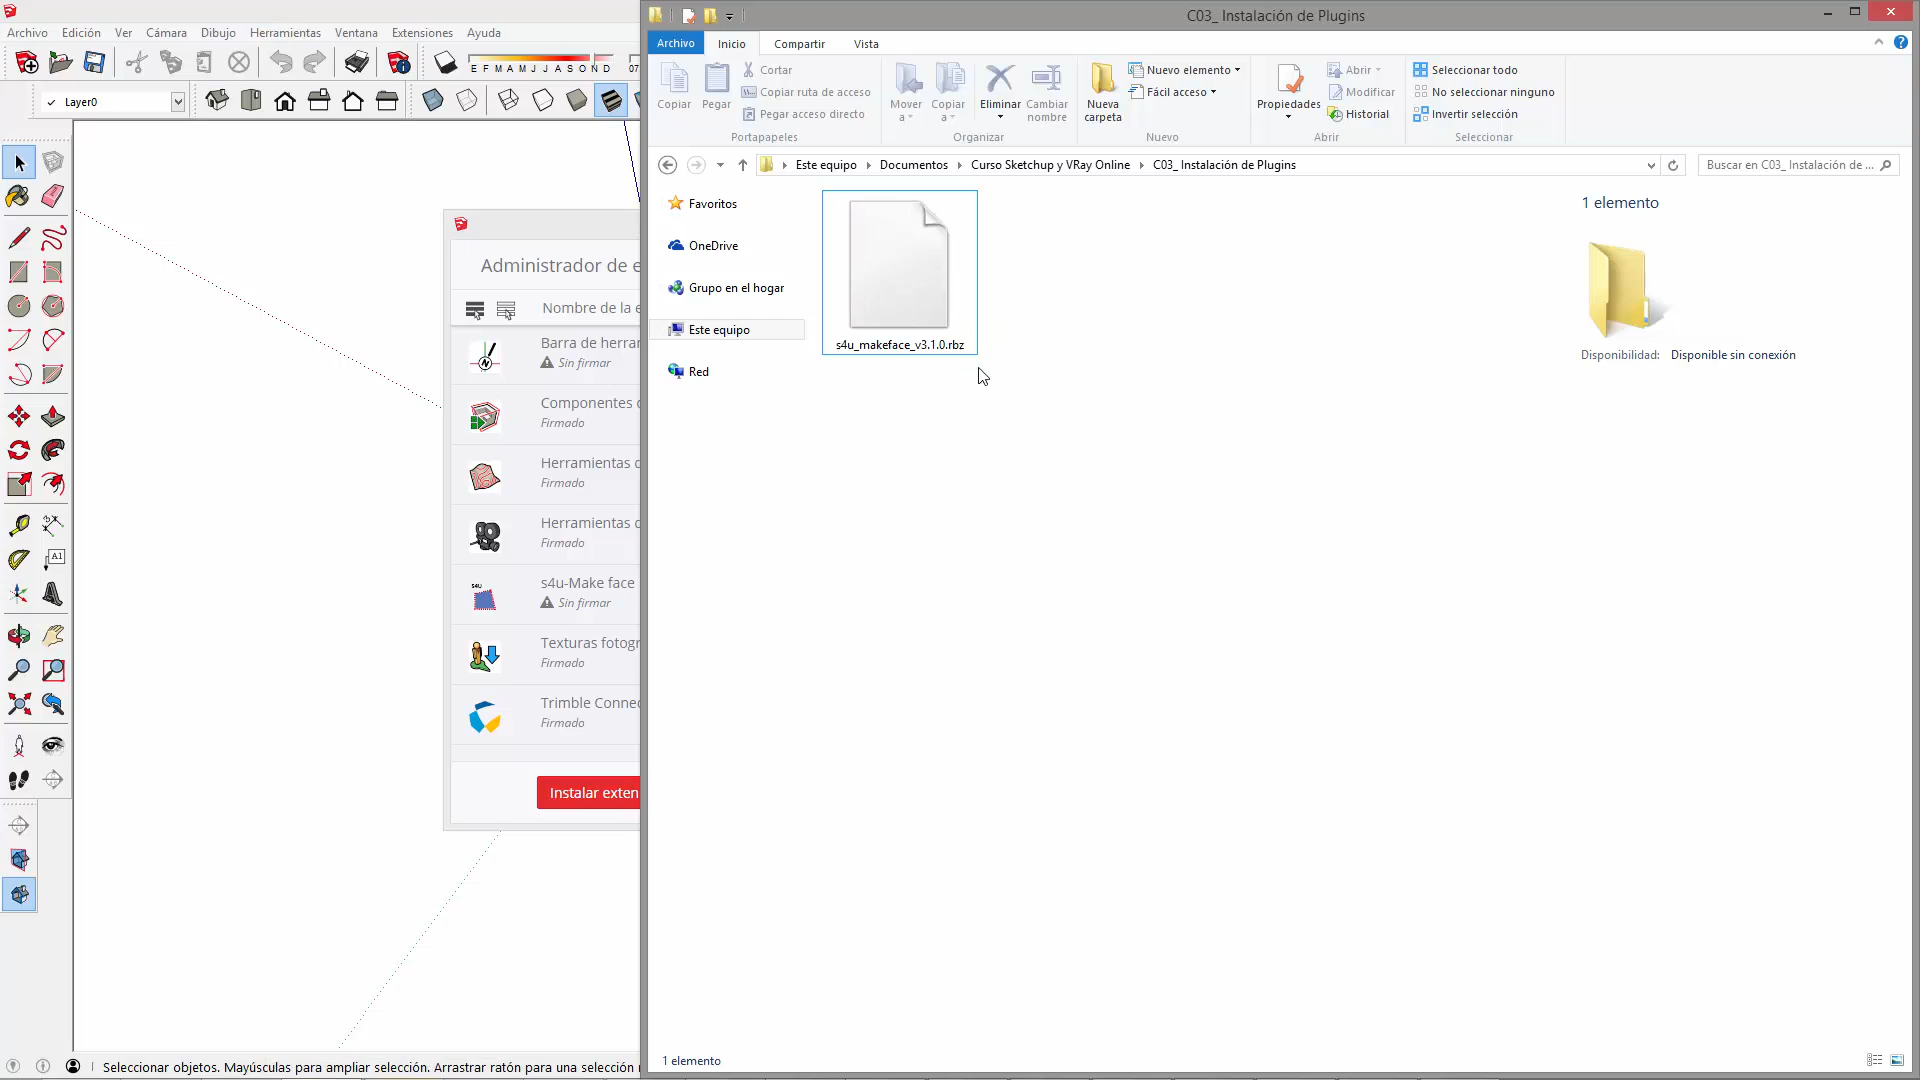 Archivo Edición Ver Cámara Dibujo Herramientas Ventana Extensiones Ayuda
E F M A M J J A S O N D 07
Layer0
Administrador de e
Nombre de la e
Barra de herrar
Sin firmar
Componentes
Firmado
Herramientas
Firmado
Herramientas
Firmado
s4u
s4u-Make face
Sin firmar
Texturas fotogr
Firmado
Trimble Connec
Firmado
Instalar exten
A1
Seleccionar objetos. Mayúsculas para ampliar selección. Arrastrar ratón para una selección
C03_ Instalación de Plugins
Archivo Inicio Compartir Vista
Copiar
Pegar
Cortar
Copiar ruta de acceso
Pegar acceso directo
Portapapeles
Mover a
Copiar a
Eliminar
Cambiar nombre
Organizar
Nueva carpeta
Nuevo elemento
Fácil acceso
Nuevo
Propiedades
Abrir
Modificar
Historial
Abrir
Seleccionar todo
No seleccionar ninguno
Invertir selección
Seleccionar
Este equipo Documentos Curso Sketchup y VRay Online C03_ Instalación de Plugins
Buscar en C03_ Instalación de ...
Favoritos
OneDrive
Grupo en el hogar
Este equipo
Red
s4u_makeface_v3.1.0.rbz
1 elemento
Disponibilidad: Disponible sin conexión
1 elemento